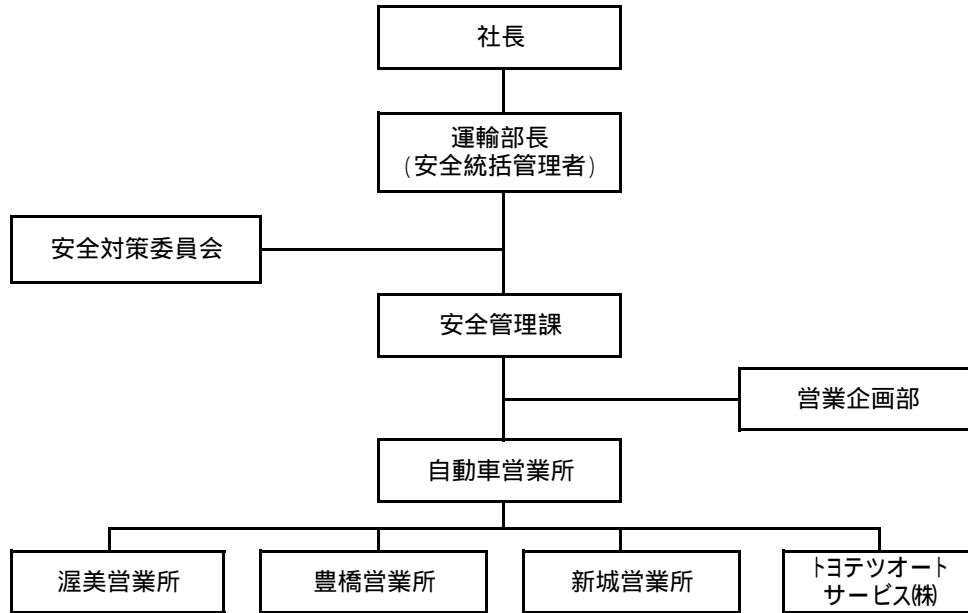 社長
運輸部長
（安全統括管理者）
安全対策委員会
安全管理課
営業企画部
自動車営業所
渥美営業所
豊橋営業所
新城営業所
ﾄﾖﾃﾂｵｰﾄ
ｻｰﾋﾞｽ㈱